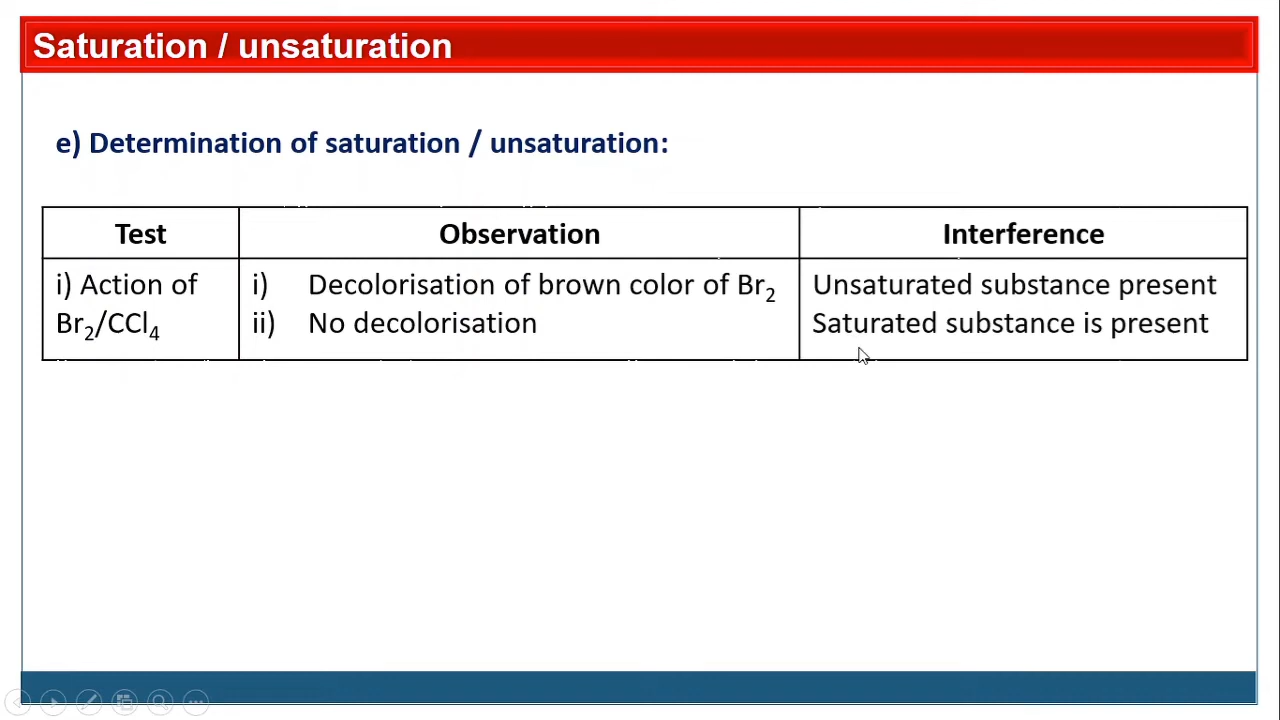 Saturation / unsaturation
e) Determination of saturation / unsaturation:
Test Observation Interference
i) Action of Br₂/CCl₄
i) Decolorisation of brown color of Br₂
ii) No decolorisation
Unsaturated substance present
Saturated substance is present